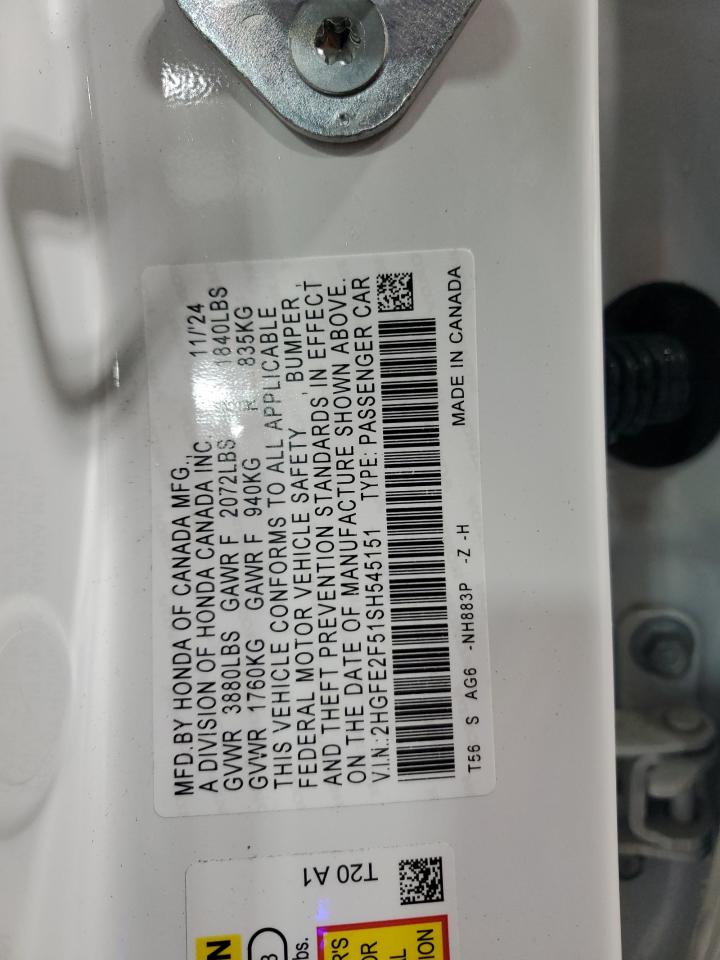 MFD.BY HONDA OF CANADA MFG., 11/'24
A DIVISION OF HONDA CANADA INC.
GVWR 3880LBS GAWR F 2072LBS R 1840LBS
GVWR 1760KG GAWR F 940KG R 835KG
THIS VEHICLE CONFORMS TO ALL APPLICABLE
FEDERAL MOTOR VEHICLE SAFETY , BUMPER ,
AND THEFT PREVENTION STANDARDS IN EFFECT
ON THE DATE OF MANUFACTURE SHOWN ABOVE.
V.I.N.:2HGFE2F51SH545151 TYPE: PASSENGER CAR
T56 S AG6 -NH883P -Z -H MADE IN CANADA
T20 A1